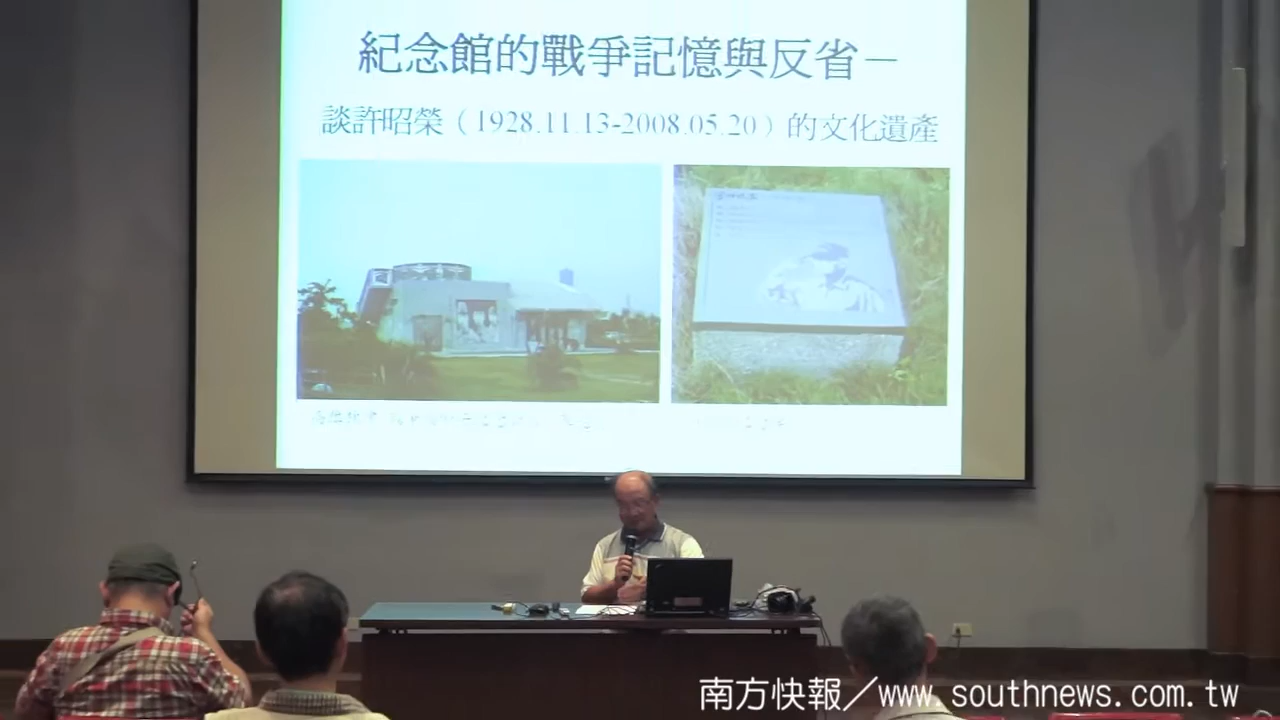 紀念館的戰爭記憶與反省－
談許昭榮（1928.11.13-2008.05.20）的文化遺產
南方快報／www.southnews.com.tw